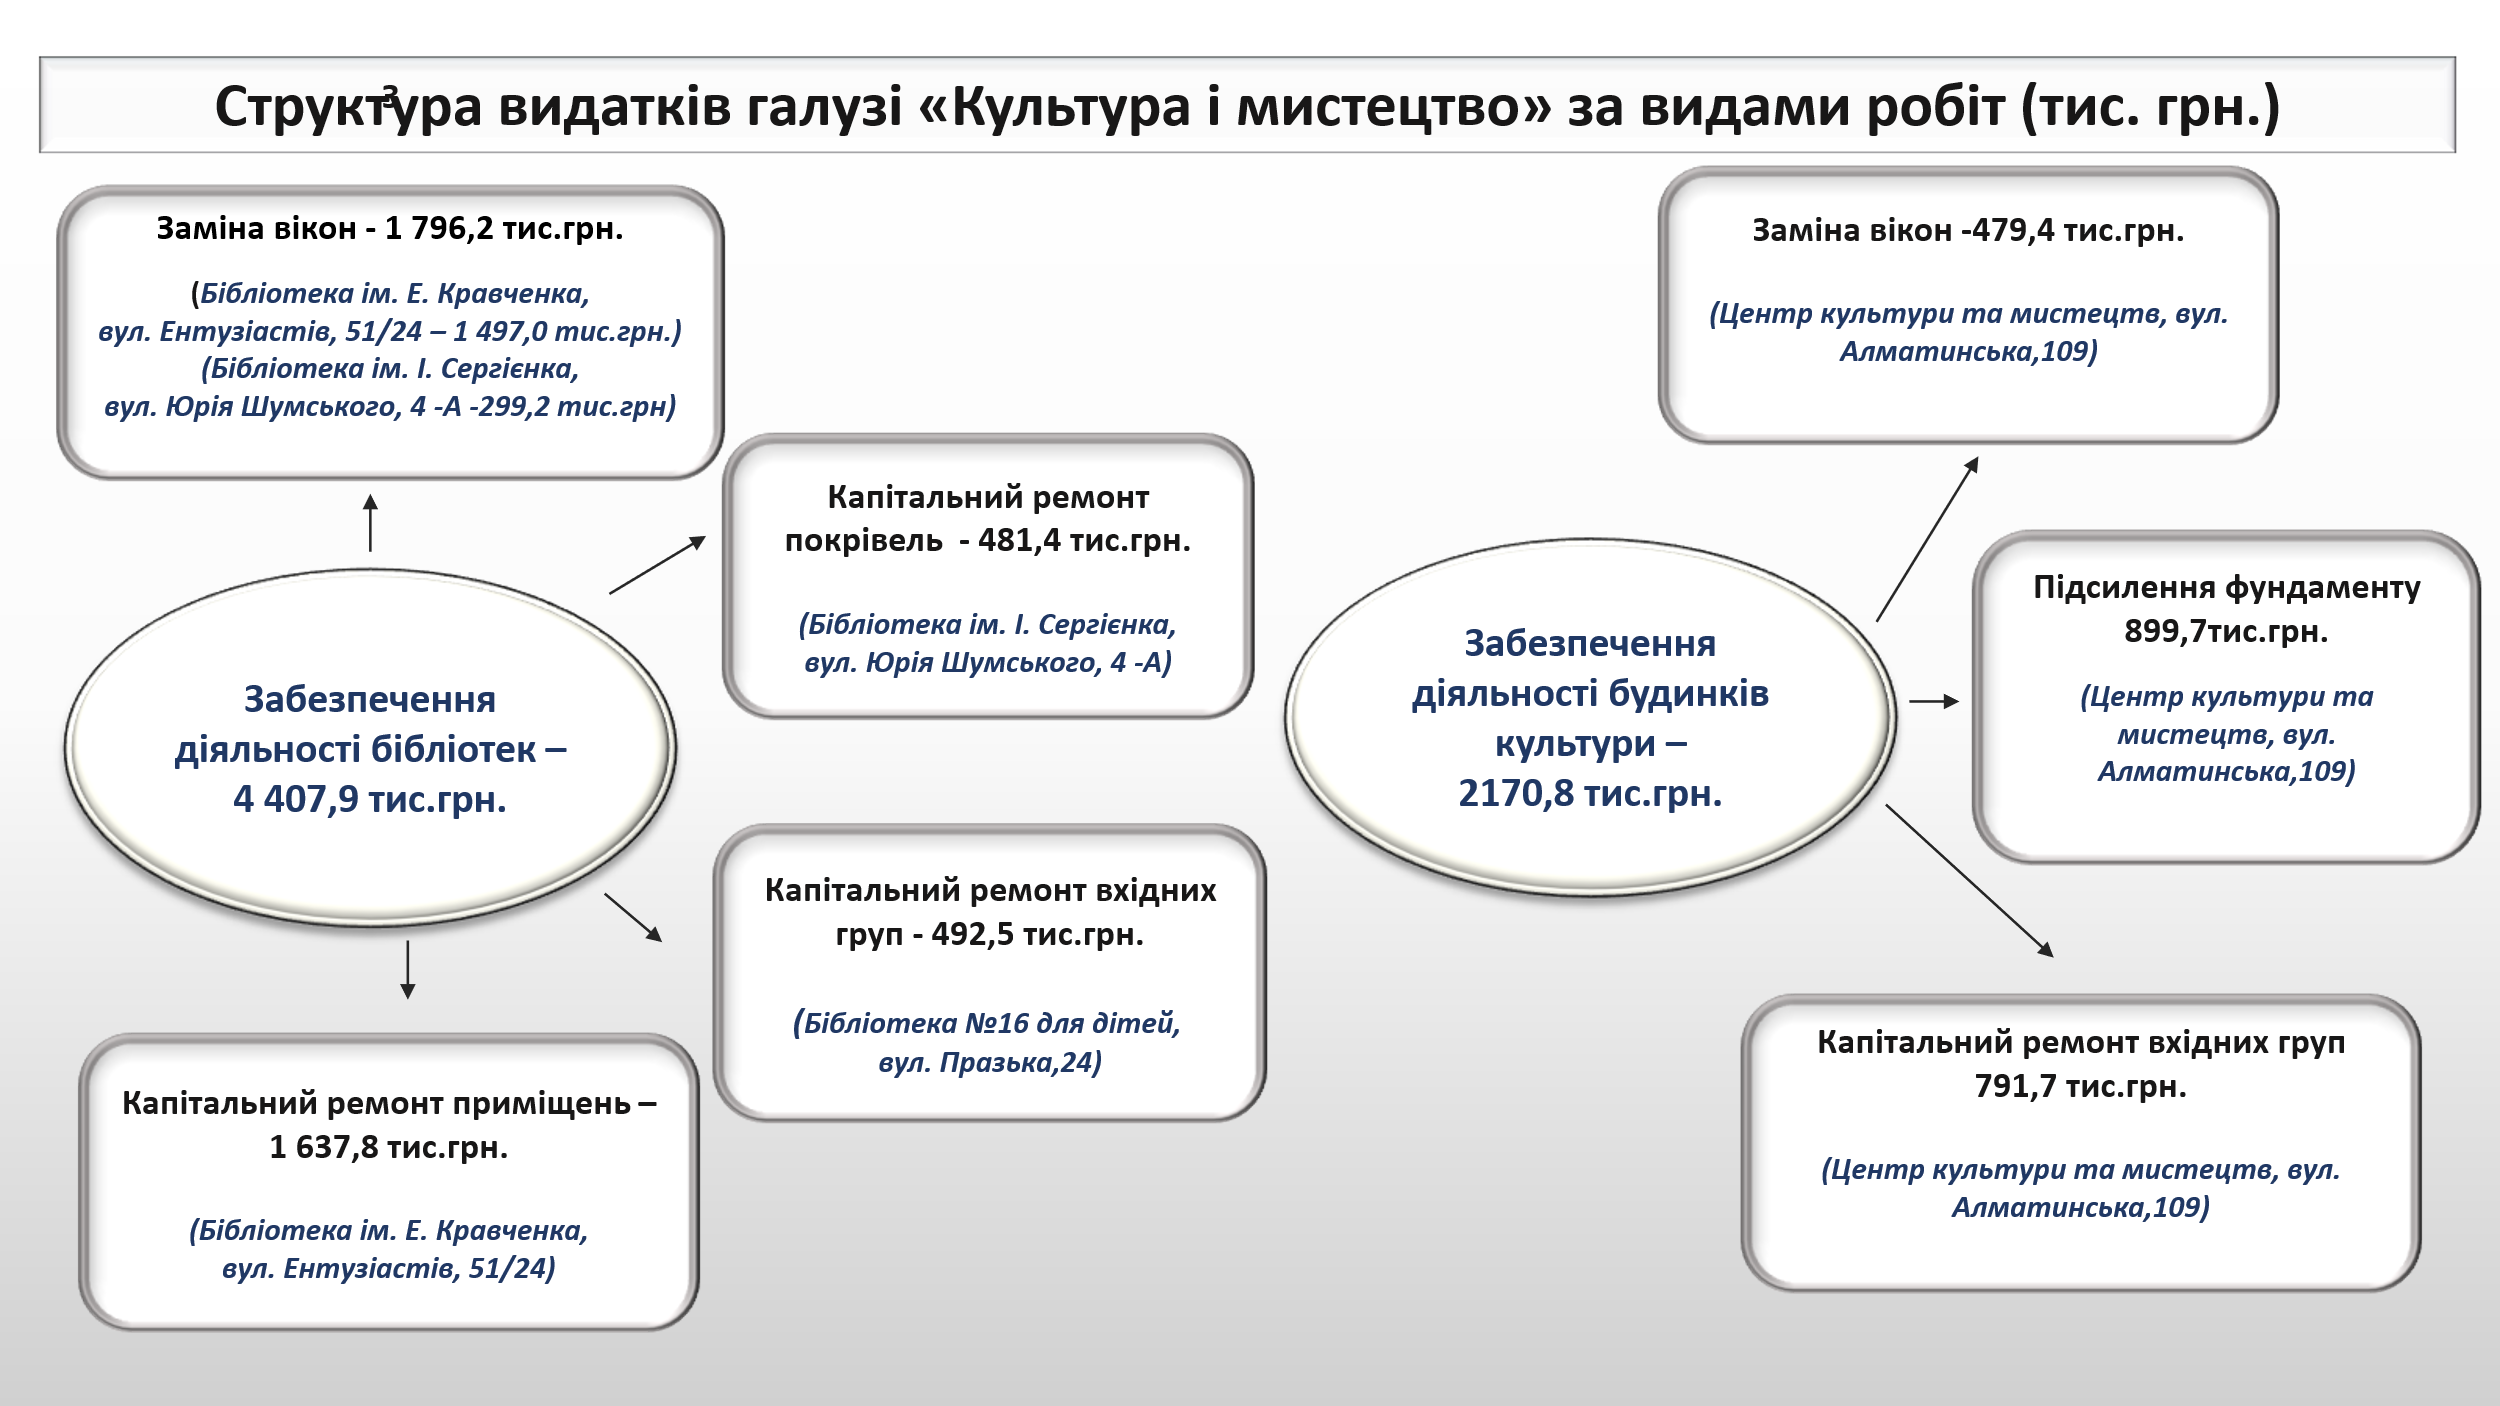 Структура видатків галузі «Культура і мистецтво» за видами робіт (тис. грн.)
з
Заміна вікон - 1 796,2 тис.грн.
(Бібліотека ім. Е. Кравченка,
вул. Ентузіастів, 51/24 – 1 497,0 тис.грн.)
(Бібліотека ім. І. Сергієнка,
вул. Юрія Шумського, 4 -А -299,2 тис.грн)
Капітальний ремонт
покрівель  - 481,4 тис.грн.
(Бібліотека ім. І. Сергієнка,
вул. Юрія Шумського, 4 -А)
Забезпечення
діяльності бібліотек –
4 407,9 тис.грн.
Капітальний ремонт вхідних
груп - 492,5 тис.грн.
(Бібліотека №16 для дітей,
вул. Празька,24)
Капітальний ремонт приміщень –
1 637,8 тис.грн.
(Бібліотека ім. Е. Кравченка,
вул. Ентузіастів, 51/24)
Заміна вікон -479,4 тис.грн.
(Центр культури та мистецтв, вул.
Алматинська,109)
Забезпечення
діяльності будинків
культури –
2170,8 тис.грн.
Підсилення фундаменту
899,7тис.грн.
(Центр культури та
мистецтв, вул.
Алматинська,109)
Капітальний ремонт вхідних груп
791,7 тис.грн.
(Центр культури та мистецтв, вул.
Алматинська,109)